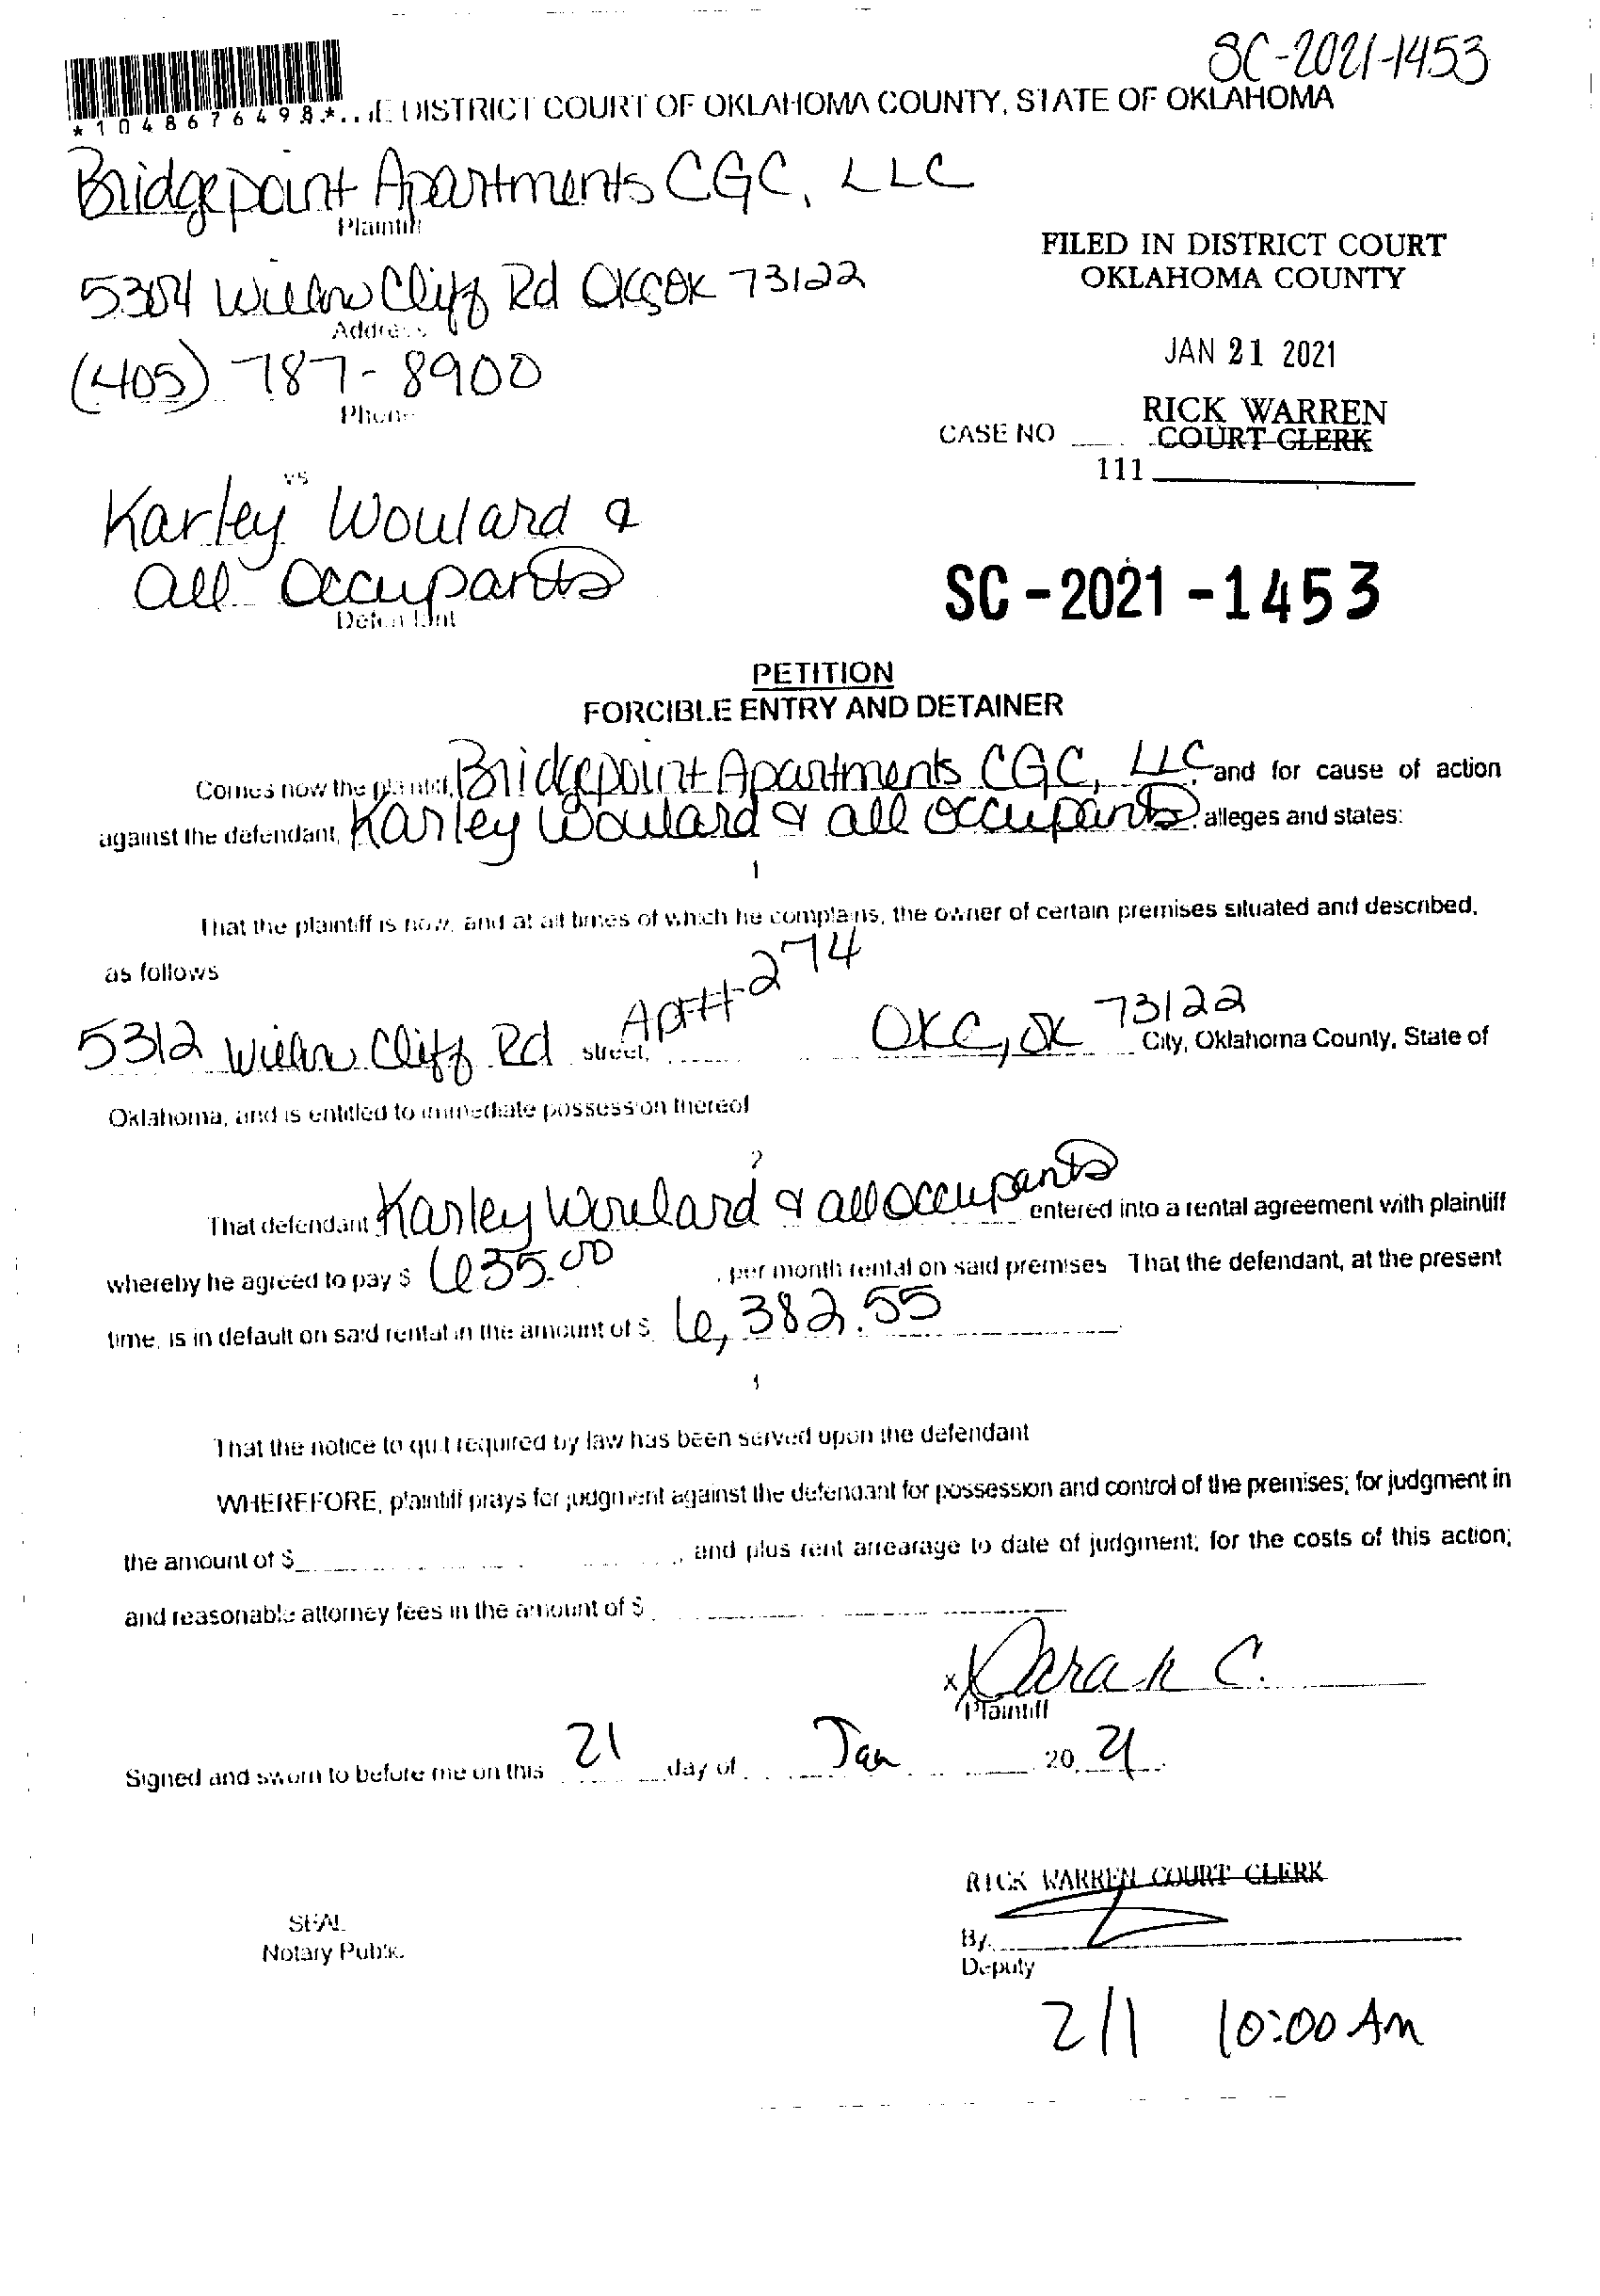 SC-2021-1453
*1048676498* E DISTRICT COURT OF OKLAHOMA COUNTY, STATE OF OKLAHOMA
Bridgepoint Apartments CGC, LLC
Plaintiff
5304 Willow Cliff Rd OKC, OK 73122
Address
FILED IN DISTRICT COURT
OKLAHOMA COUNTY
(405) 787-8900
Phone
JAN 21 2021
RICK WARREN
CASE NO COURT CLERK
111
vs
Karley Woulard &
all Occupants
Defendant
SC-2021-1453
PETITION
FORCIBLE ENTRY AND DETAINER
Comes now the plaintiff, Bridgepoint Apartments CGC, LLC and for cause of action
against the defendant, Karley Woulard & all occupants alleges and states:
1
That the plaintiff is now, and at all times of which he complains, the owner of certain premises situated and described,
as follows
5312 Willow Cliff Rd street, Apt# 274 OKC, OK 73122 City, Oklahoma County, State of
Oklahoma, and is entitled to immediate possession thereof
2
That defendant Karley Woulard & all occupants entered into a rental agreement with plaintiff
whereby he agreed to pay $ 635.00, per month rental on said premises That the defendant, at the present
time, is in default on said rental in the amount of $ 6,382.55
That the notice to quit required by law has been served upon the defendant
WHEREFORE, plaintiff prays for judgment against the defendant for possession and control of the premises; for judgment in
the amount of $ , and plus rent arrearage to date of judgment; for the costs of this action;
and reasonable attorney fees in the amount of $
x Sarah C.
Plaintiff
Signed and sworn to before me on this 21 day of Jan 20 21
RICK WARREN COURT CLERK
SEAL
Notary Public
By
Deputy
2/1 10:00 AM